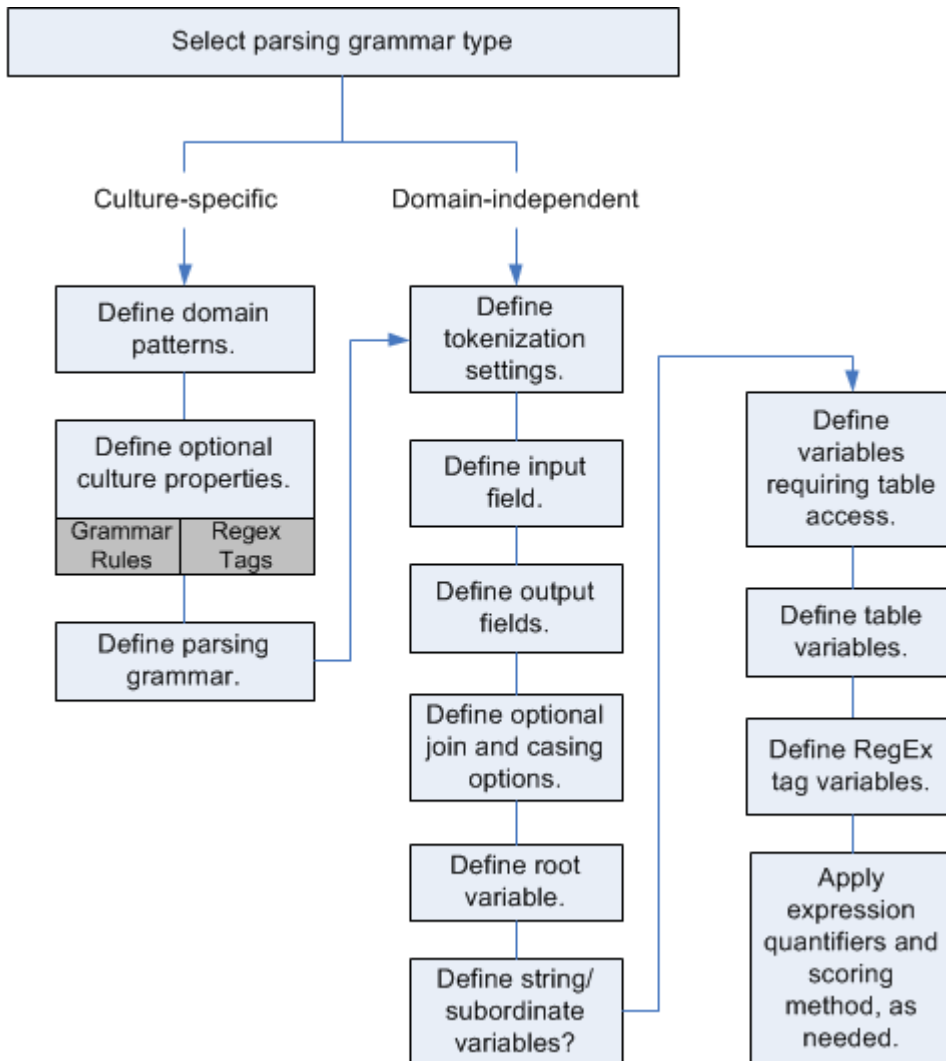 Select parsing grammar type
Culture-specific
Domain-independent
Define domain
patterns.
Define optional
culture properties.
Grammar
Rules
Regex
Tags
Define parsing
grammar.
Define
tokenization
settings.
Define input
field.
Define output
fields.
Define optional
join and casing
options.
Define root
variable.
Define string/
subordinate
variables?
Define
variables
requiring table
access.
Define table
variables.
Define RegEx
tag variables.
Apply
expression
quantifiers and
scoring
method, as
needed.